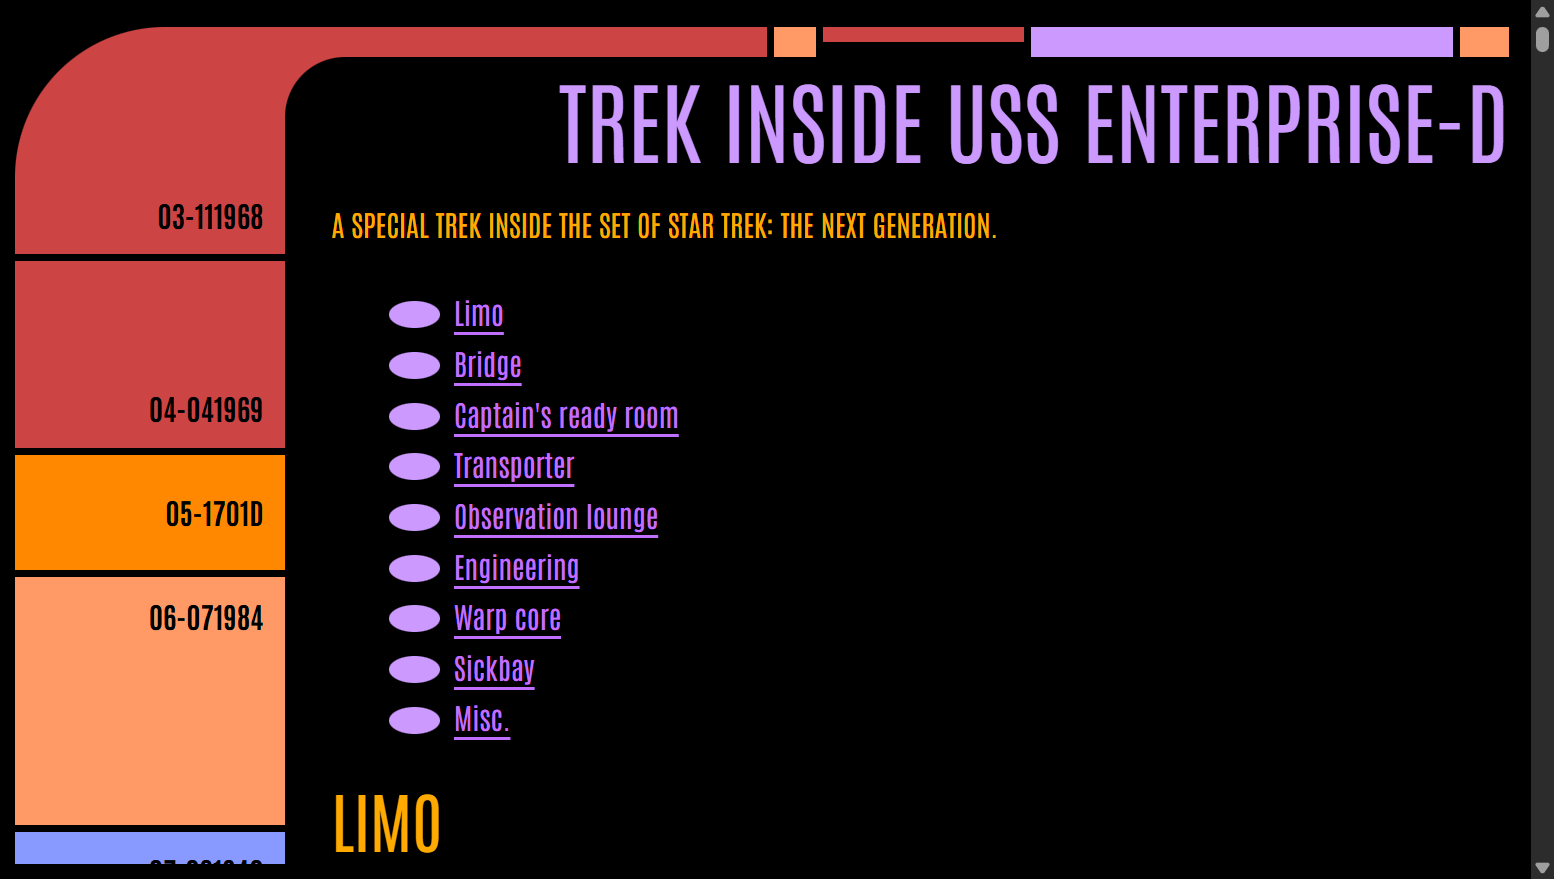 TREK INSIDE USS ENTERPRISE-D
03-111968
A SPECIAL TREK INSIDE THE SET OF STAR TREK: THE NEXT GENERATION.
04-041969
05-1701D
06-071984
Limo
Bridge
Captain's ready room
Transporter
Observation lounge
Engineering
Warp core
Sickbay
Misc.
LIMO